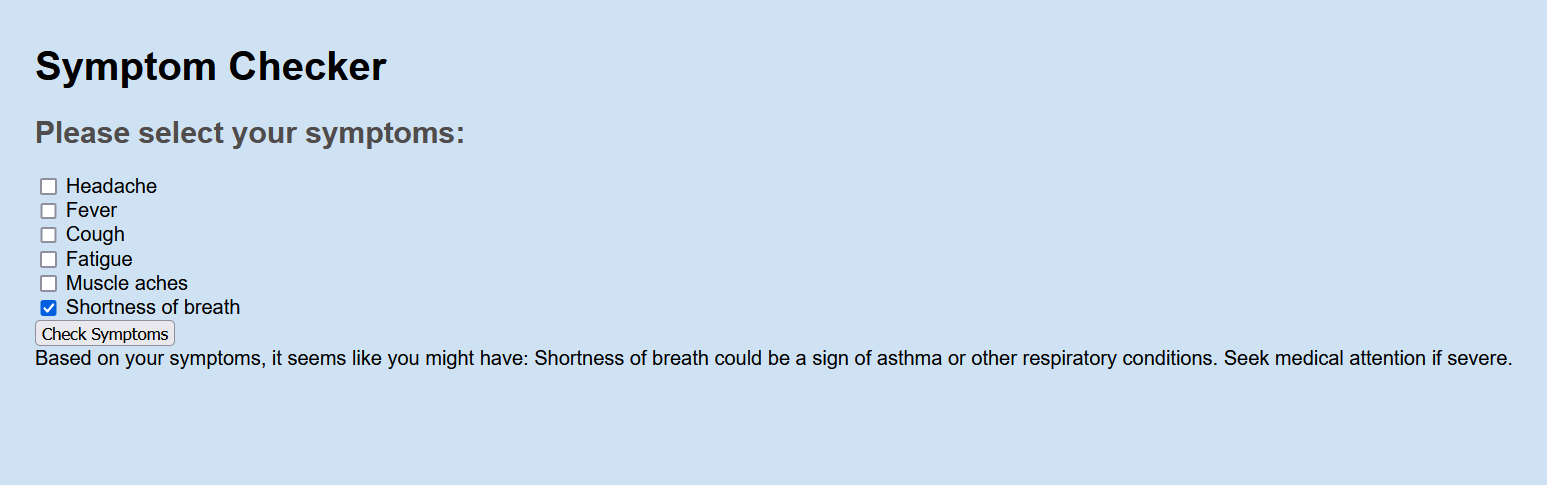 Symptom Checker
Please select your symptoms:
Headache
Fever
Cough
Fatigue
Muscle aches
Shortness of breath
Check Symptoms
Based on your symptoms, it seems like you might have: Shortness of breath could be a sign of asthma or other respiratory conditions. Seek medical attention if severe.